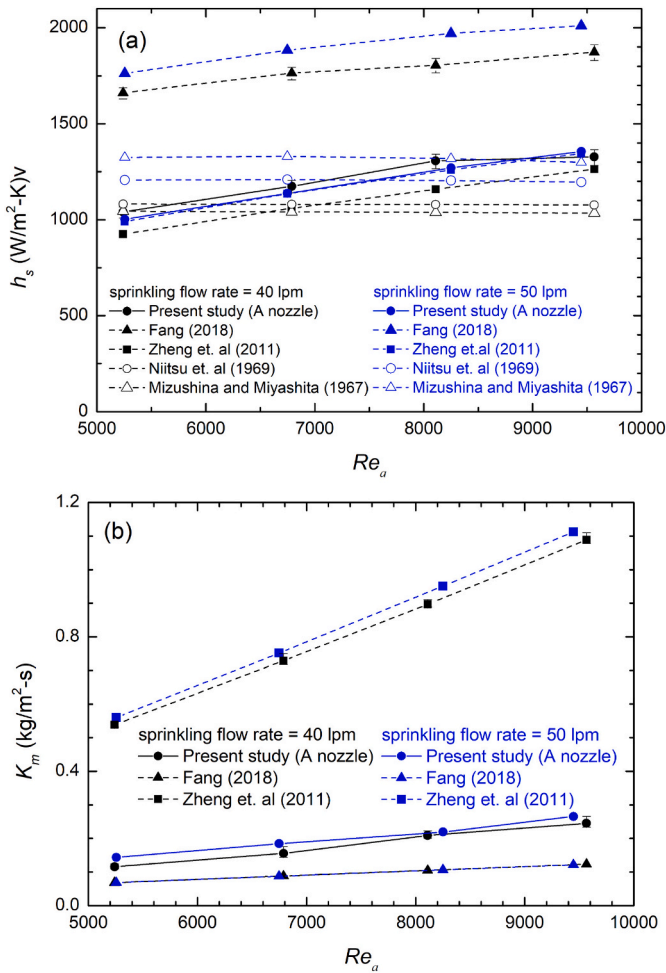 (a)
2000
1500
1000
500
0
h_s (W/m²-K)v
sprinkling flow rate = 40 lpm
Present study (A nozzle)
Fang (2018)
Zheng et. al (2011)
Niitsu et. al (1969)
Mizushina and Miyashita (1967)
sprinkling flow rate = 50 lpm
Present study (A nozzle)
Fang (2018)
Zheng et.al (2011)
Niitsu et. al (1969)
Mizushina and Miyashita (1967)
5000 6000 7000 8000 9000 10000
Re_a
(b)
1.2
0.8
0.4
0.0
K_m (kg/m²-s)
sprinkling flow rate = 40 lpm
Present study (A nozzle)
Fang (2018)
Zheng et. al (2011)
sprinkling flow rate = 50 lpm
Present study (A nozzle)
Fang (2018)
Zheng et. al (2011)
5000 6000 7000 8000 9000 10000
Re_a